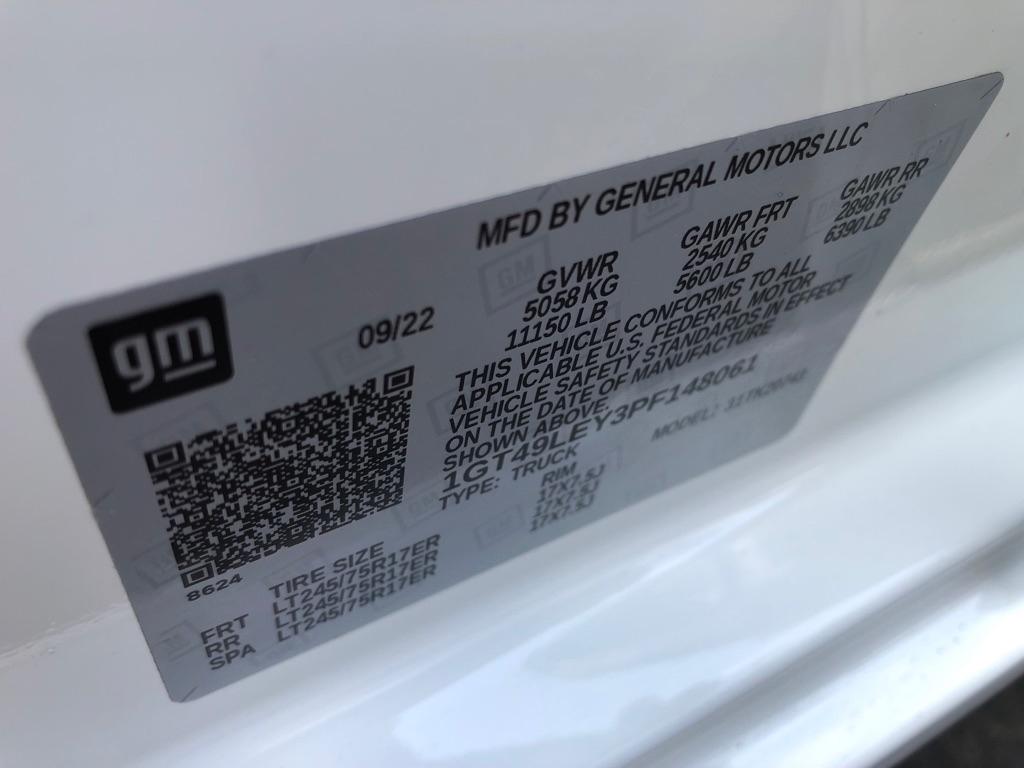 MFD BY GENERAL MOTORS LLC
gm
09/22
GVWR GAWR FRT GAWR RR
5058 KG 2540 KG 2898 KG
11150 LB 5600 LB 6390 LB
THIS VEHICLE CONFORMS TO ALL
APPLICABLE U.S. FEDERAL MOTOR
VEHICLE SAFETY STANDARDS IN EFFECT
ON THE DATE OF MANUFACTURE
SHOWN ABOVE.
1GT49LEY3PF148061
TYPE: TRUCK MODEL:
8624
TIRE SIZE RIM
FRT LT245/75R17ER 17X7.5J
RR LT245/75R17ER 17X7.5J
SPA LT245/75R17ER 17X7.5J